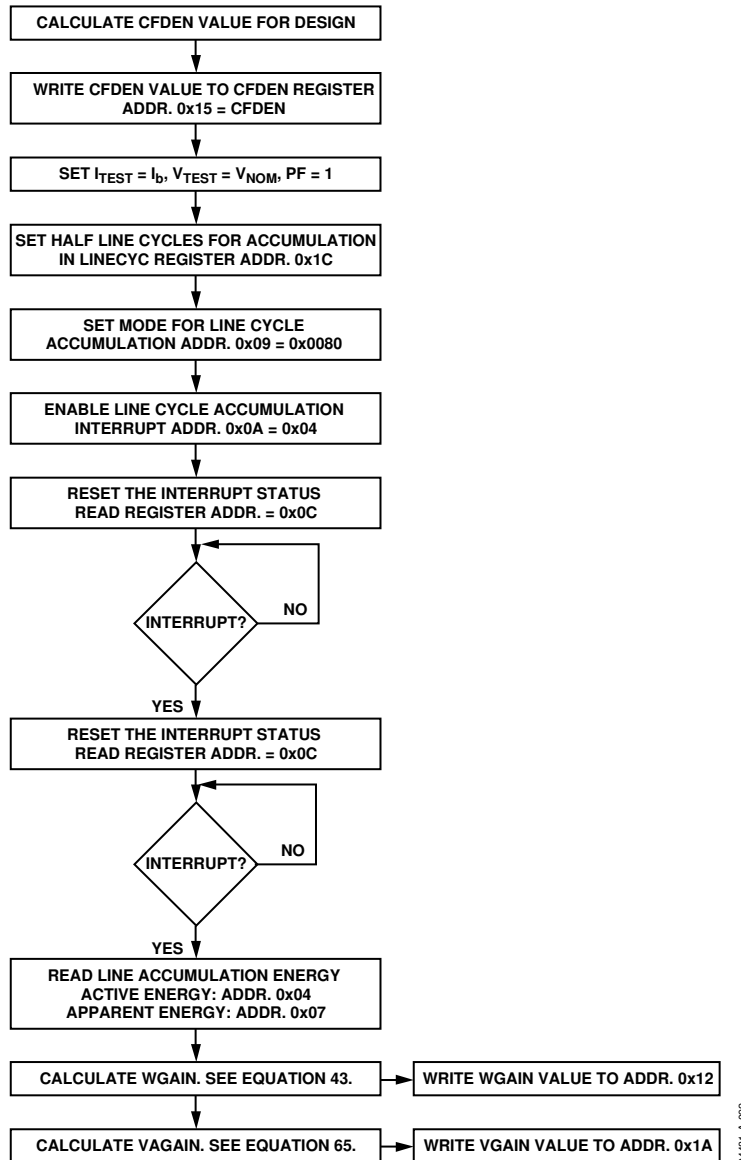 CALCULATE CFDEN VALUE FOR DESIGN
WRITE CFDEN VALUE TO CFDEN REGISTER
ADDR. 0x15 = CFDEN
SET ITEST = Ib, VTEST = VNOM, PF = 1
SET HALF LINE CYCLES FOR ACCUMULATION
IN LINECYC REGISTER ADDR. 0x1C
SET MODE FOR LINE CYCLE
ACCUMULATION ADDR. 0x09 = 0x0080
ENABLE LINE CYCLE ACCUMULATION
INTERRUPT ADDR. 0x0A = 0x04
RESET THE INTERRUPT STATUS
READ REGISTER ADDR. = 0x0C
INTERRUPT?
NO
YES
RESET THE INTERRUPT STATUS
READ REGISTER ADDR. = 0x0C
INTERRUPT?
NO
YES
READ LINE ACCUMULATION ENERGY
ACTIVE ENERGY: ADDR. 0x04
APPARENT ENERGY: ADDR. 0x07
CALCULATE WGAIN. SEE EQUATION 43.
WRITE WGAIN VALUE TO ADDR. 0x12
CALCULATE VAGAIN. SEE EQUATION 65.
WRITE VGAIN VALUE TO ADDR. 0x1A